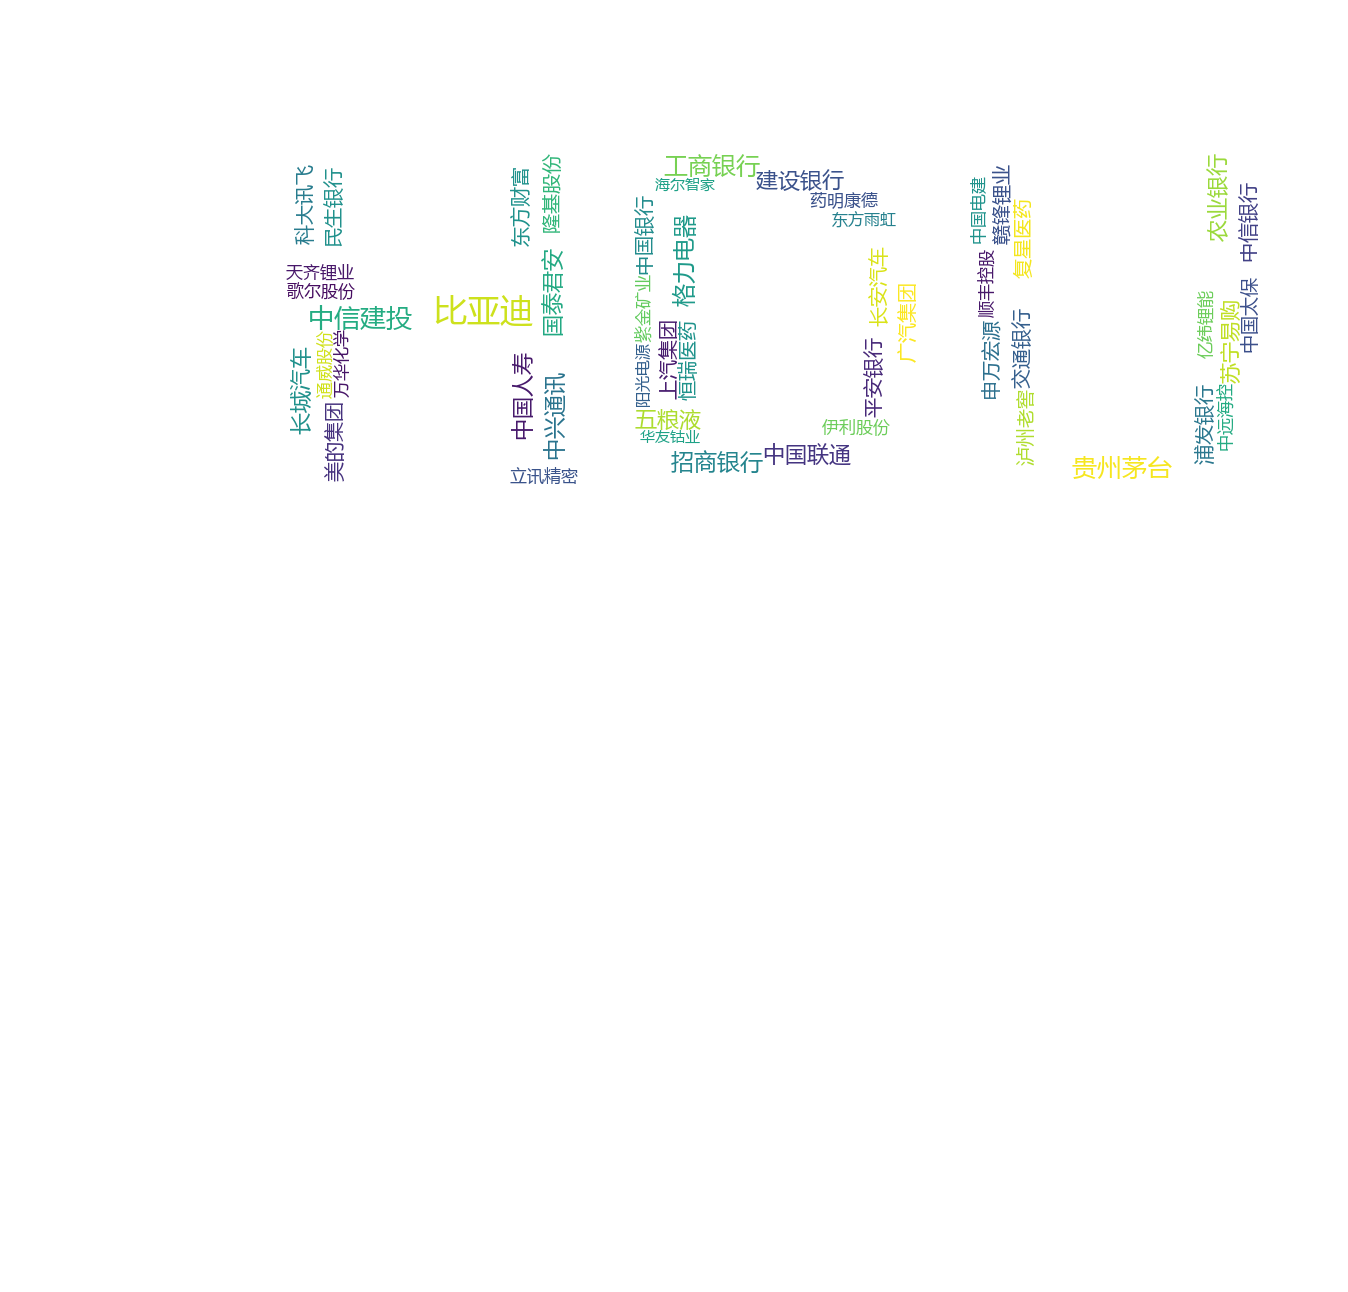 科大讯飞
民生银行
天齐锂业
歌尔股份
中信建投
长城汽车
通威股份
万华化学
美的集团
比亚迪
东方财富
隆基股份
国泰君安
中国人寿
中兴通讯
立讯精密
工商银行
海尔智家
建设银行
药明康德
东方雨虹
中国银行
格力电器
紫金矿业
阳光电源
上汽集团
恒瑞医药
五粮液
华友钴业
招商银行
中国联通
长安汽车
广汽集团
平安银行
伊利股份
中国电建
赣锋锂业
复星医药
顺丰控股
申万宏源
交通银行
泸州老窖
贵州茅台
农业银行
中信银行
亿纬锂能
苏宁易购
中国太保
浦发银行
中远海控